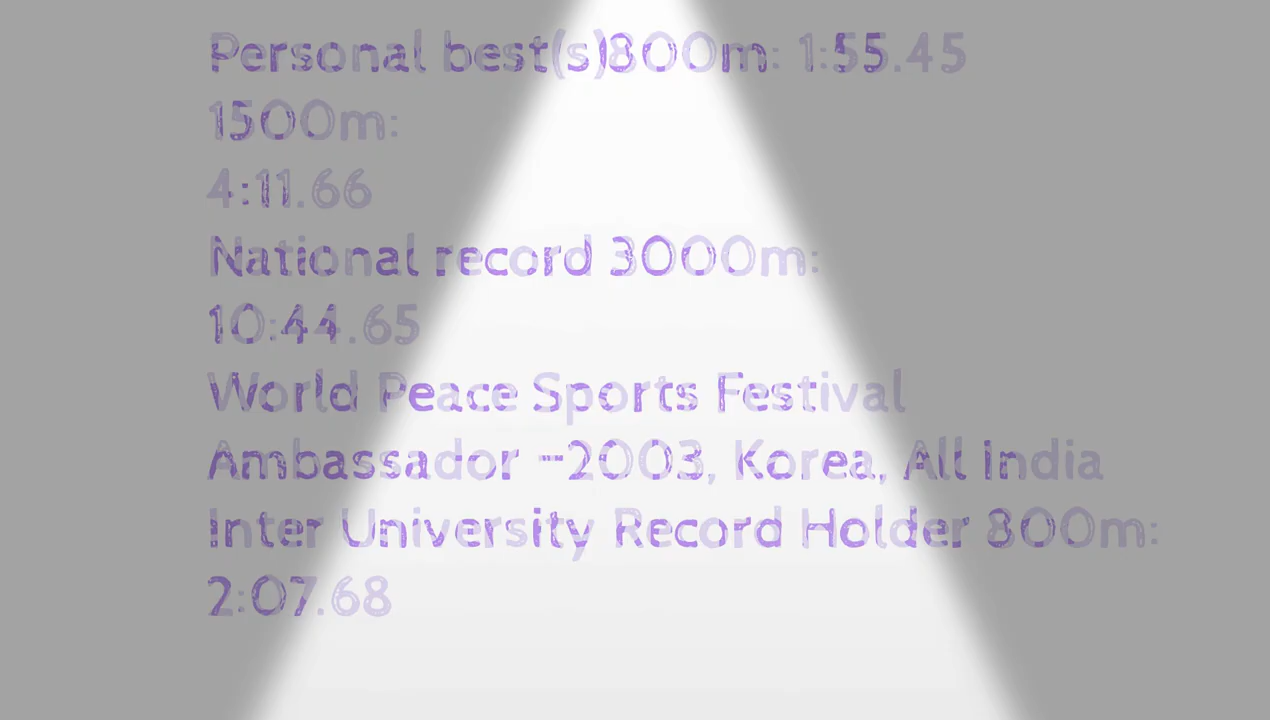 Personal best(s)800m: 1:55.45
1500m:
4:11.66
National record 3000m:
10:44.65
World Peace Sports Festival
Ambassador -2003, Korea, All India
Inter University Record Holder 800m:
2:07.68